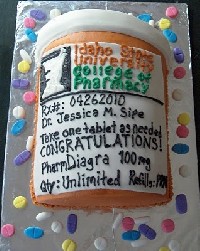 Idaho State
University
College of
Pharmacy
Rx#: 04262010
Dr. Jessica M. Sipe
Take one tablet as needed
CONGRATULATIONS!
PharmDiagra 100mg
Qty: Unlimited Refills: PRN